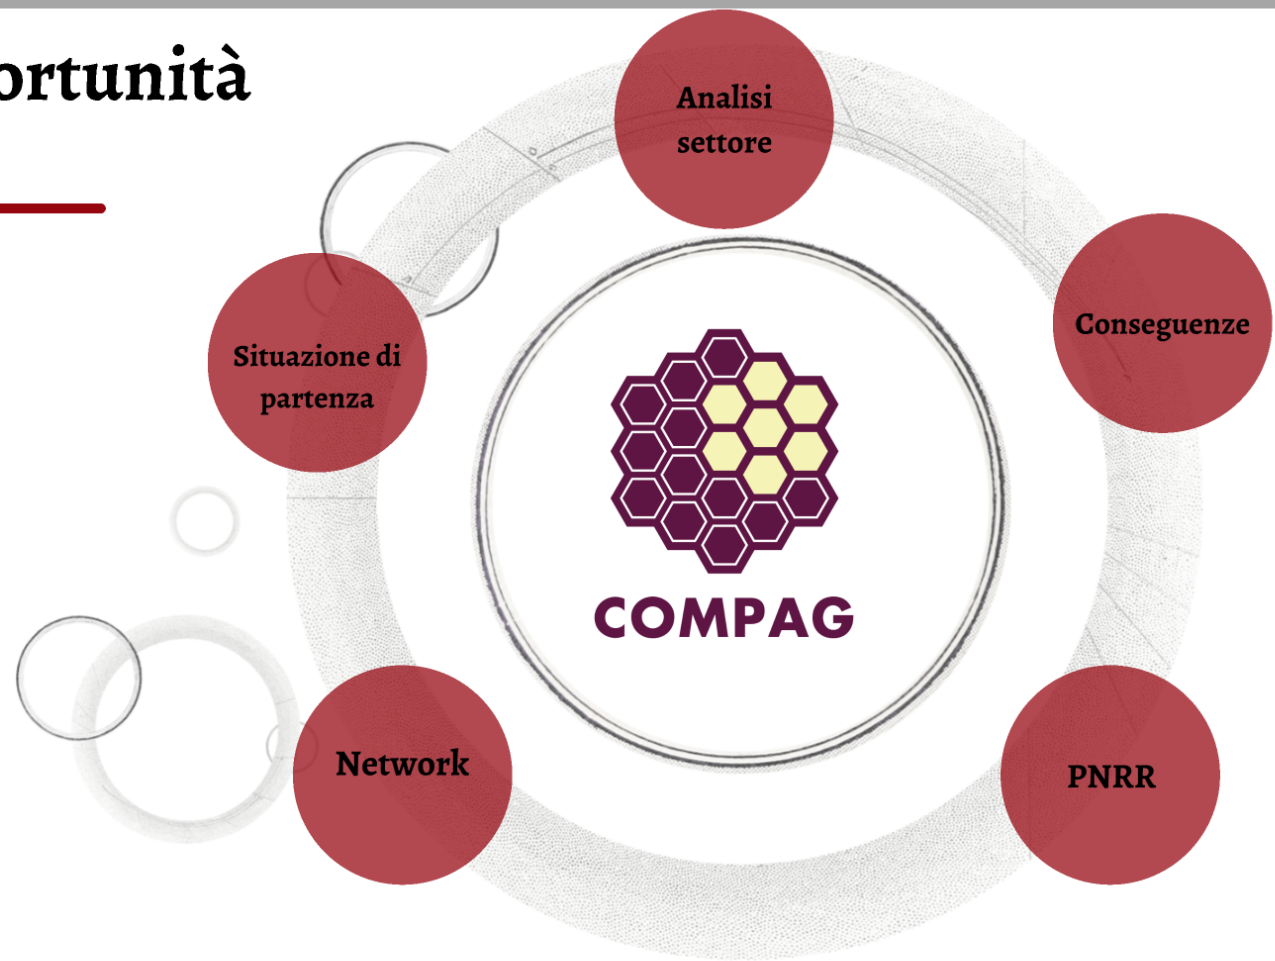 ortunità
Analisi
settore
Conseguenze
Situazione di
partenza
COMPAG
Network
PNRR